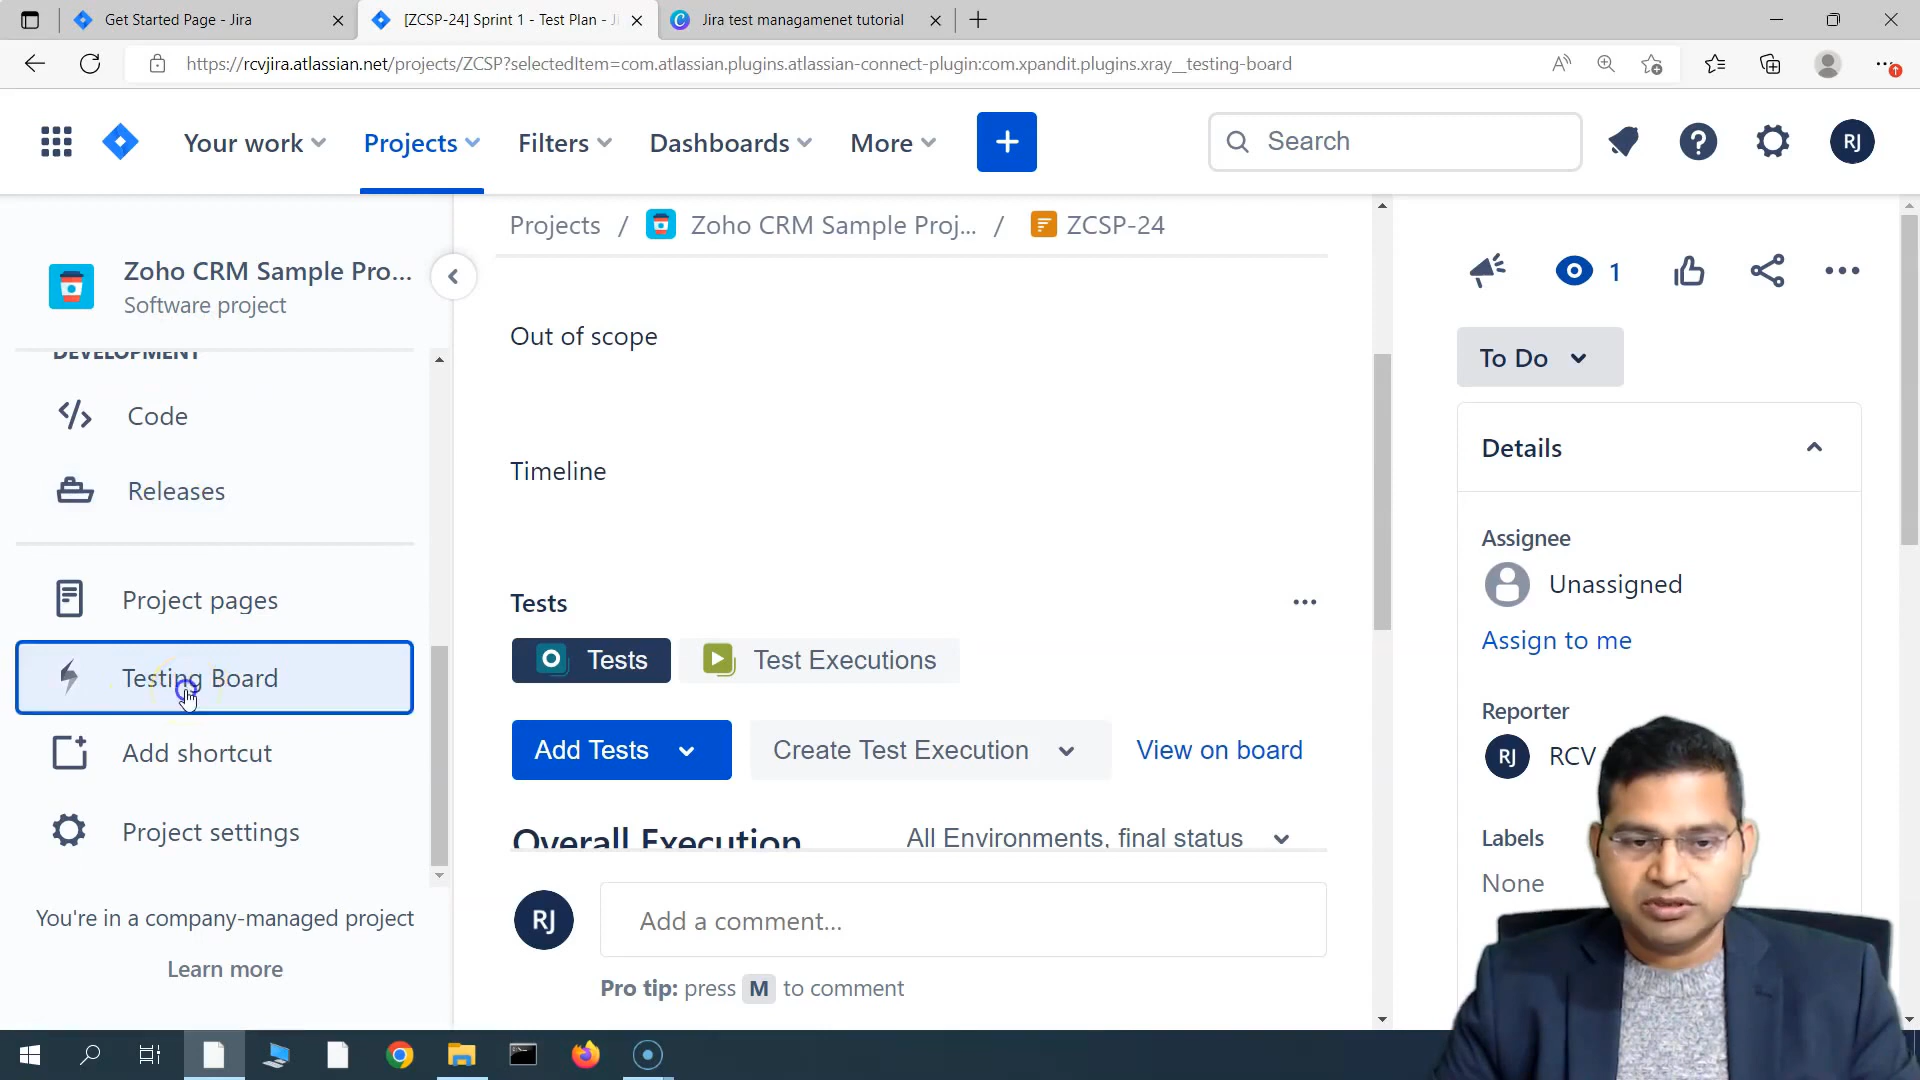 Get Started Page - Jira
[ZCSP-24] Sprint 1 - Test Plan - Ji
Jira test managamenet tutorial
https://rcvjira.atlassian.net/projects/ZCSP?selectedItem=com.atlassian.plugins.atlassian-connect-plugin:com.xpandit.plugins.xray__testing-board
Your work
Projects
Filters
Dashboards
More
Search
RJ
Zoho CRM Sample Pro...
Software project
DEVELOPMENT
Code
Releases
Project pages
Testing Board
Add shortcut
Project settings
You're in a company-managed project
Learn more
Projects / Zoho CRM Sample Proj... / ZCSP-24
Out of scope
Timeline
Tests
Tests
Test Executions
Add Tests
Create Test Execution
View on board
Overall Execution
All Environments, final status
RJ
Add a comment...
Pro tip: press M to comment
1
To Do
Details
Assignee
Unassigned
Assign to me
Reporter
RJ
RCV
Labels
None